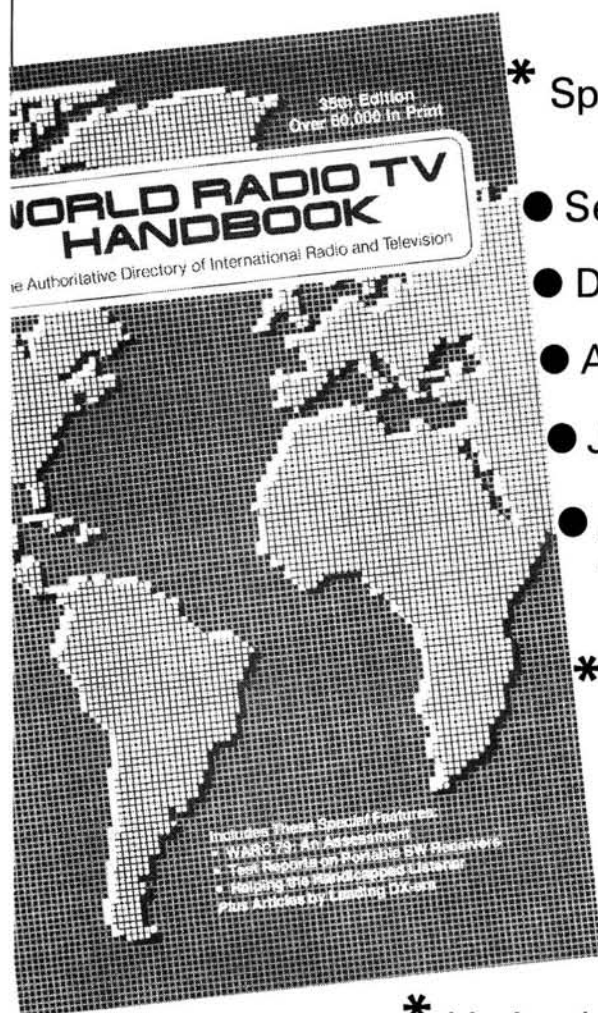 35th Edition
Over 60,000 in Print
WORLD RADIO TV
HANDBOOK
The Authoritative Directory of International Radio and Television
Includes These Special Features:
• WARC 79: An Assessment
• Test Reports on Portable SW Receivers
• Helping the Handicapped Listener
Plus Articles by Leading DX-ers
* Sp
● Se
● D
● A
● J
●
*
*